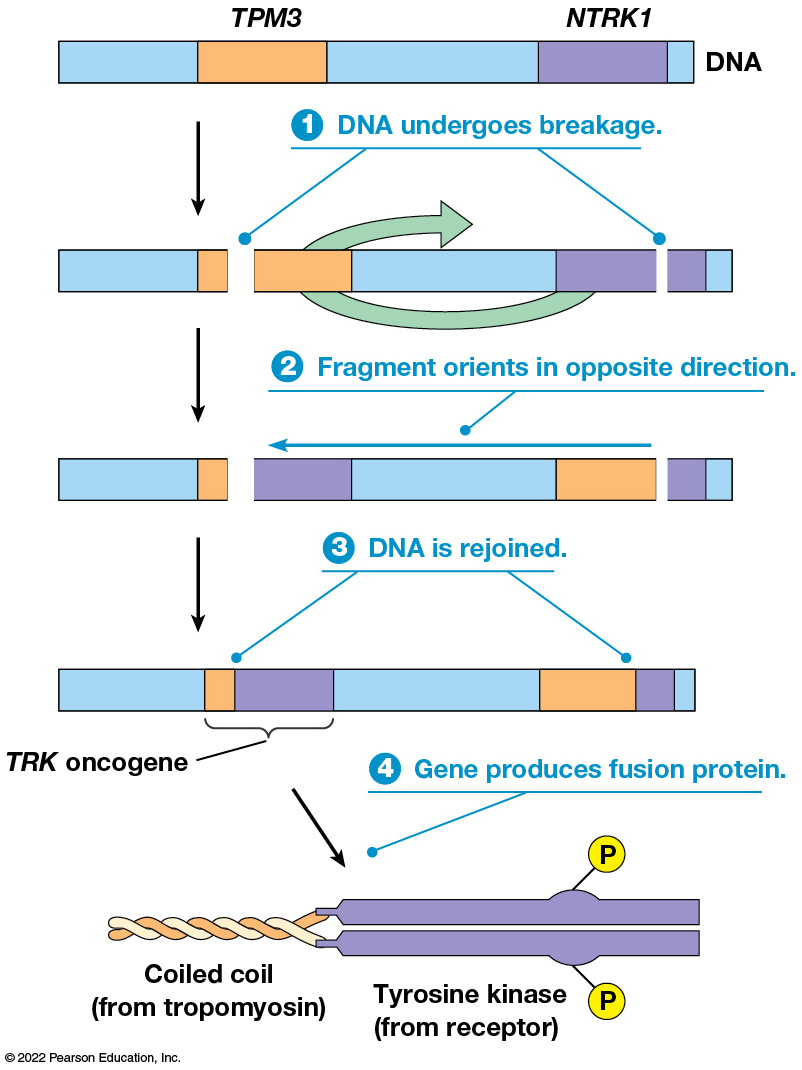 TPM3
NTRK1
DNA
1 DNA undergoes breakage.
2 Fragment orients in opposite direction.
3 DNA is rejoined.
TRK oncogene
4 Gene produces fusion protein.
P
Coiled coil
(from tropomyosin)
Tyrosine kinase
(from receptor)
P
© 2022 Pearson Education, Inc.